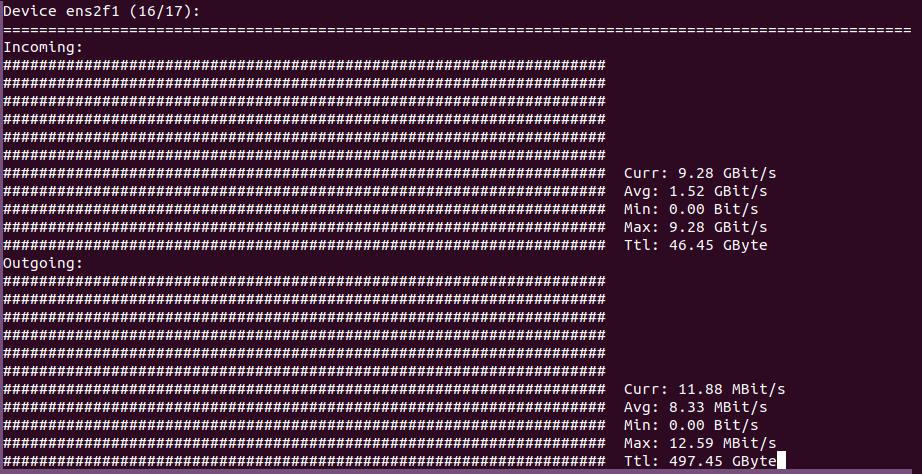 Device ens2f1 (16/17):
=====================================================================================================
Incoming:
###################################################################
###################################################################
###################################################################
###################################################################
###################################################################
###################################################################
################################################################### Curr: 9.28 GBit/s
################################################################### Avg: 1.52 GBit/s
################################################################### Min: 0.00 Bit/s
################################################################### Max: 9.28 GBit/s
################################################################### Ttl: 46.45 GByte
Outgoing:
###################################################################
###################################################################
###################################################################
###################################################################
###################################################################
###################################################################
################################################################### Curr: 11.88 MBit/s
################################################################### Avg: 8.33 MBit/s
################################################################### Min: 0.00 Bit/s
################################################################### Max: 12.59 MBit/s
################################################################### Ttl: 497.45 GByte